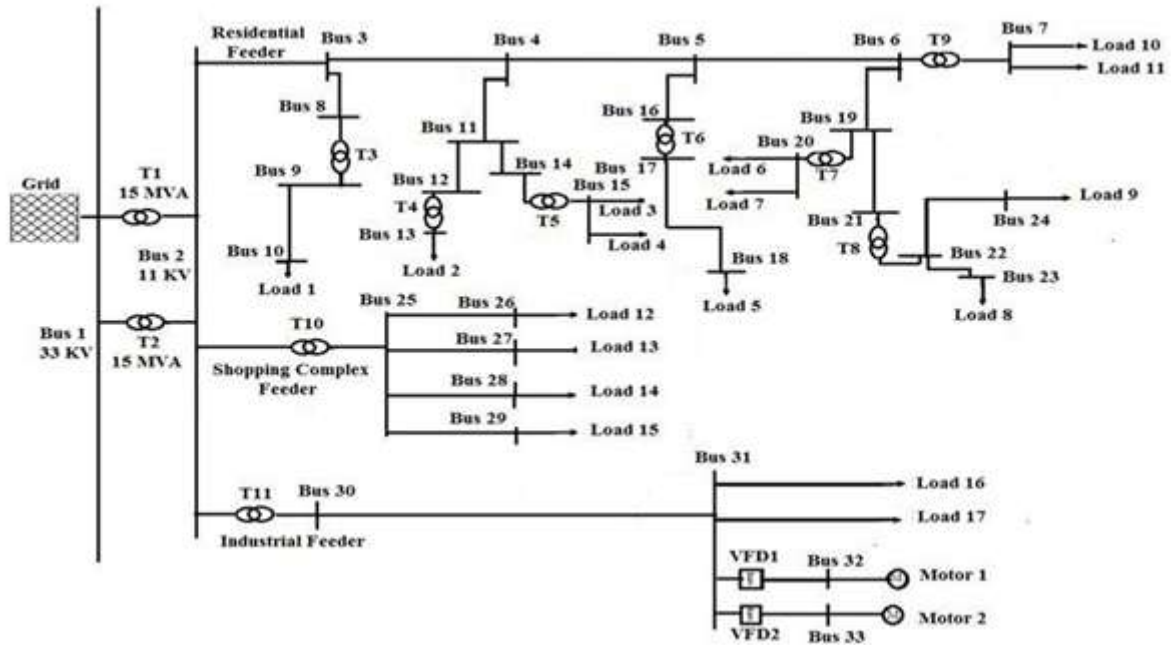 Residential
Feeder
Bus 3
Bus 4
Bus 5
Bus 6
T9
Bus 7
Load 10
Load 11
Bus 8
T3
Bus 9
Bus 10
Load 1
Bus 11
Bus 12
T4
Bus 13
Load 2
Bus 14
T5
Bus 15
Load 3
Load 4
Bus 16
T6
Bus 17
Bus 18
Load 5
Bus 19
Bus 20
T7
Load 6
Load 7
Bus 21
T8
Bus 22
Bus 23
Load 8
Bus 24
Load 9
Grid
T1
15 MVA
Bus 2
11 KV
Bus 1
33 KV
T2
15 MVA
T10
Shopping Complex
Feeder
Bus 25
Bus 26
Load 12
Bus 27
Load 13
Bus 28
Load 14
Bus 29
Load 15
T11
Bus 30
Industrial Feeder
Bus 31
Load 16
Load 17
VFD1
Bus 32
Motor 1
VFD2
Bus 33
Motor 2